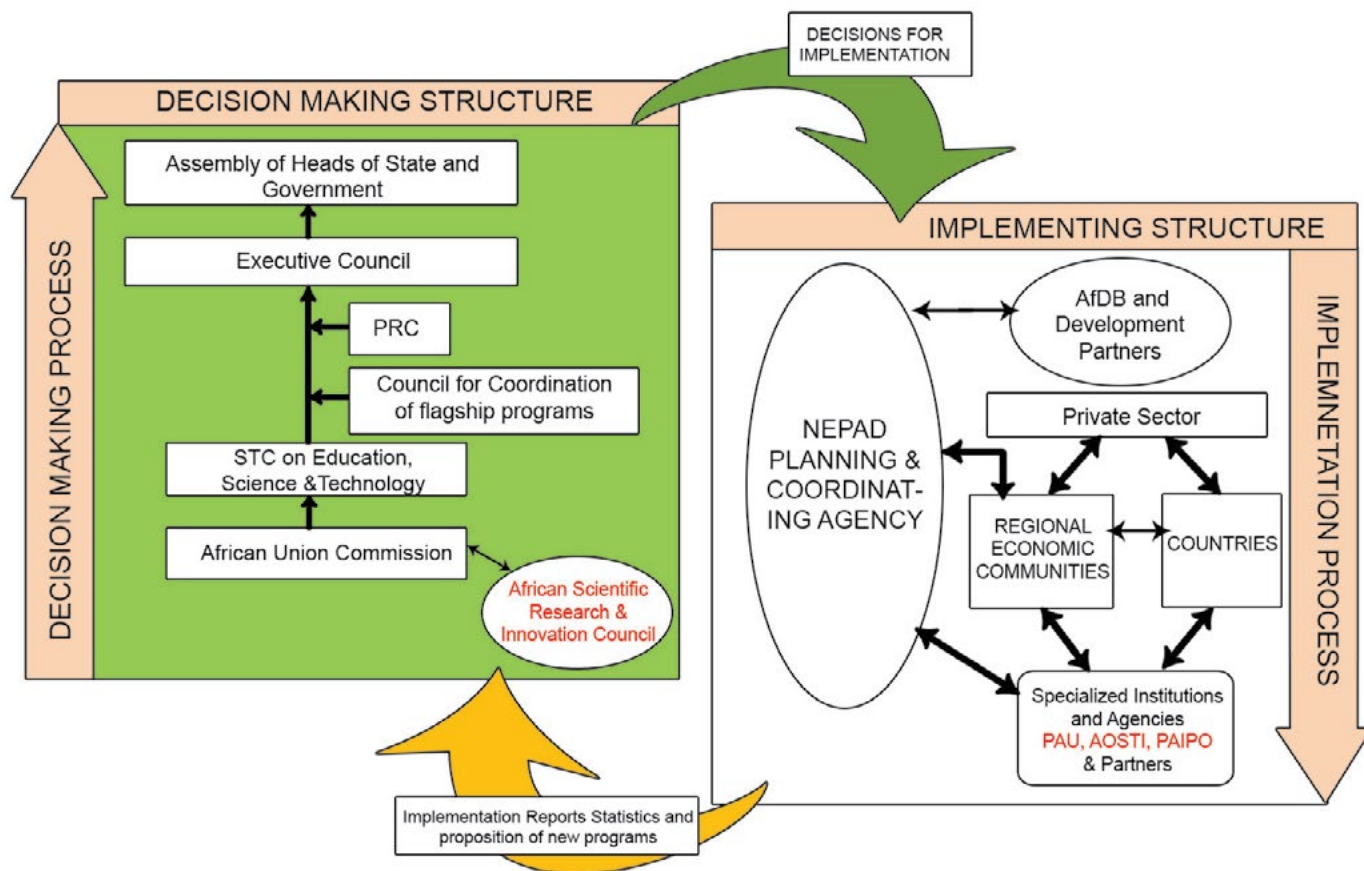 DECISIONS FOR
IMPLEMENTATION
DECISION MAKING STRUCTURE
DECISION MAKING PROCESS
Assembly of Heads of State and
Government
Executive Council
PRC
Council for Coordination
of flagship programs
STC on Education,
Science &Technology
African Union Commission
African Scientific
Research &
Innovation Council
IMPLEMENTING STRUCTURE
IMPLEMNETATION PROCESS
NEPAD
PLANNING &
COORDINAT-
ING AGENCY
AfDB and
Development
Partners
Private Sector
REGIONAL
ECONOMIC
COMMUNITIES
COUNTRIES
Specialized Institutions
and Agencies
PAU, AOSTI, PAIPO
& Partners
Implementation Reports Statistics and
proposition of new programs